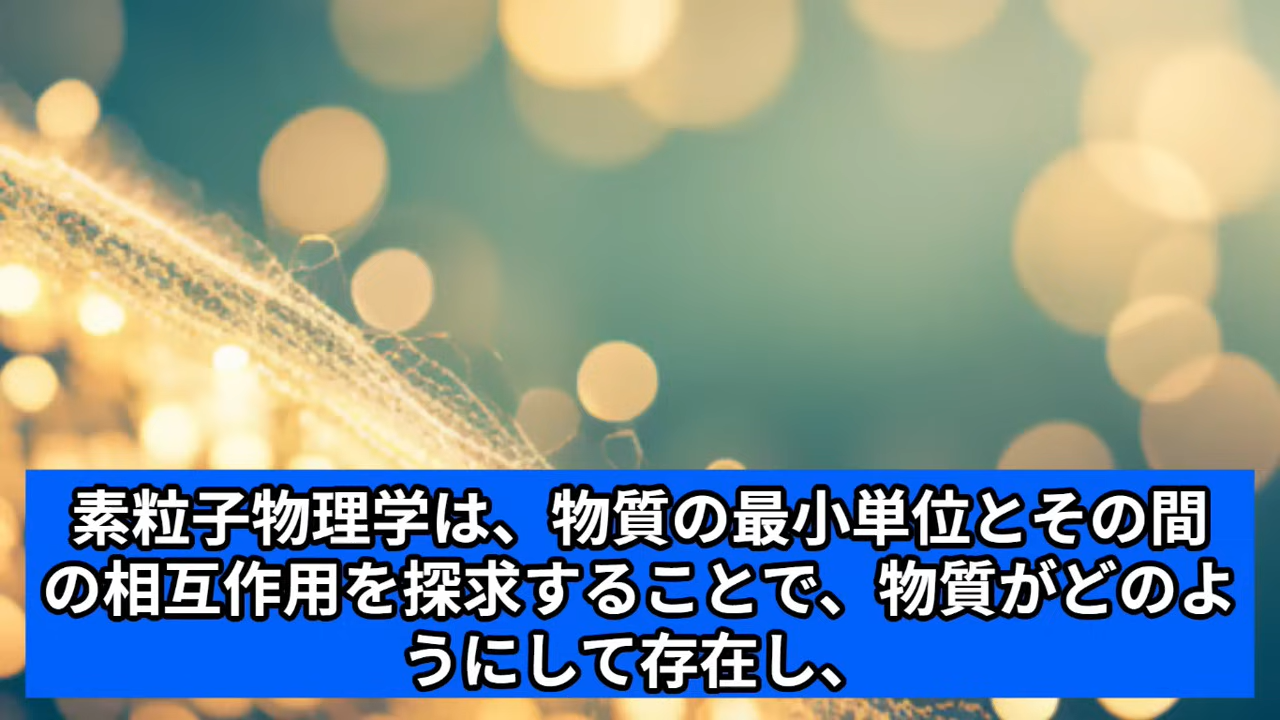 素粒子物理学は、物質の最小単位とその間
の相互作用を探求することで、物質がどのよ
うにして存在し、